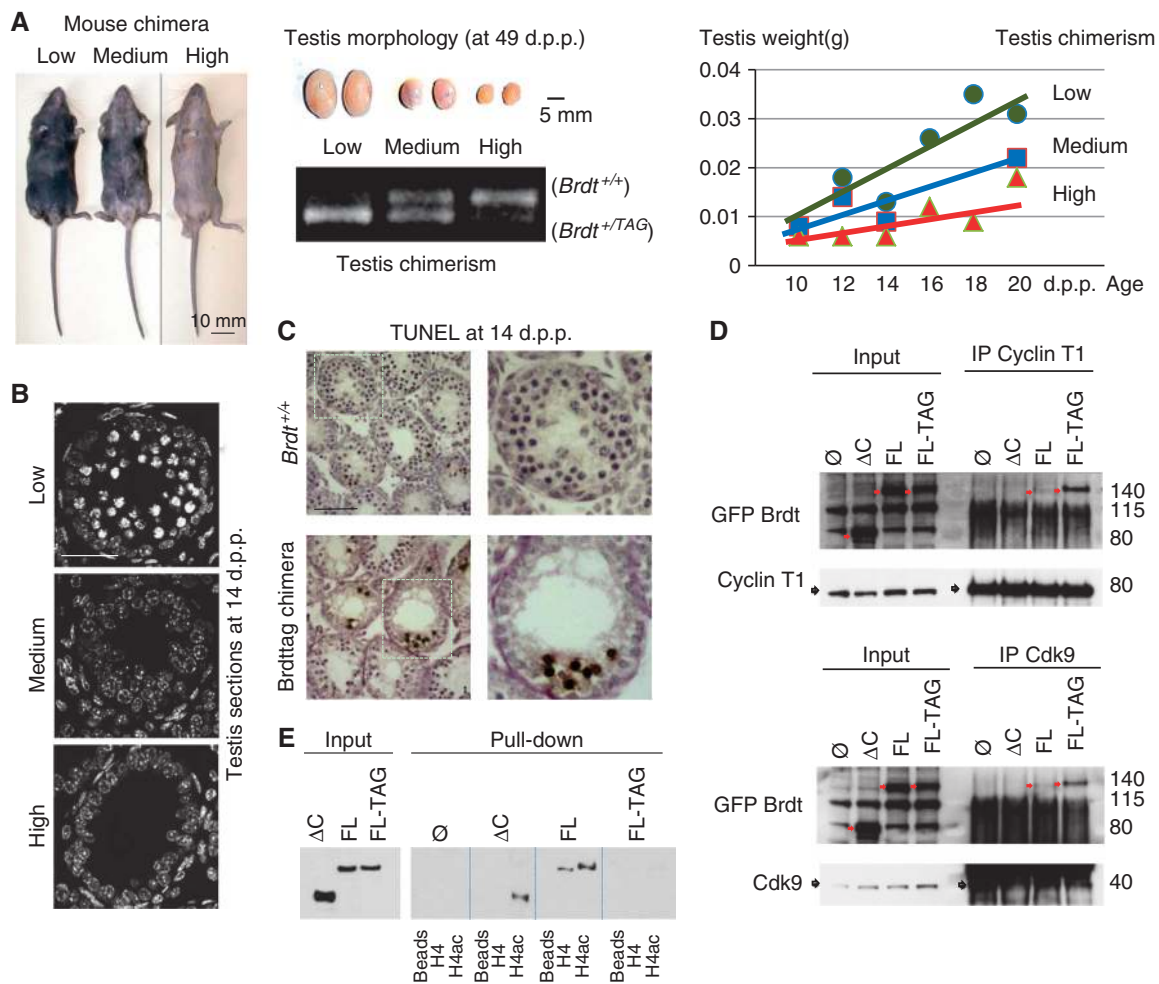 A
Mouse chimera
Low Medium High
10 mm
Testis morphology (at 49 d.p.p.)
5 mm
Low Medium High
(Brdt+/+)
(Brdt+/TAG)
Testis chimerism
Testis weight(g) Testis chimerism
0.04
0.03
0.02
0.01
0
Low
Medium
High
10 12 14 16 18 20 d.p.p. Age
B
Low
Medium
High
Testis sections at 14 d.p.p.
C
TUNEL at 14 d.p.p.
Brdt+/+
Brdttag chimera
D
Input IP Cyclin T1
Ø ΔC FL FL-TAG Ø ΔC FL FL-TAG
GFP Brdt
140
115
80
Cyclin T1 80
Input IP Cdk9
Ø ΔC FL FL-TAG Ø ΔC FL FL-TAG
GFP Brdt
140
115
80
Cdk9 40
E
Input Pull-down
ΔC FL FL-TAG Ø ΔC FL FL-TAG
Beads H4 H4ac Beads H4 H4ac Beads H4 H4ac Beads H4 H4ac